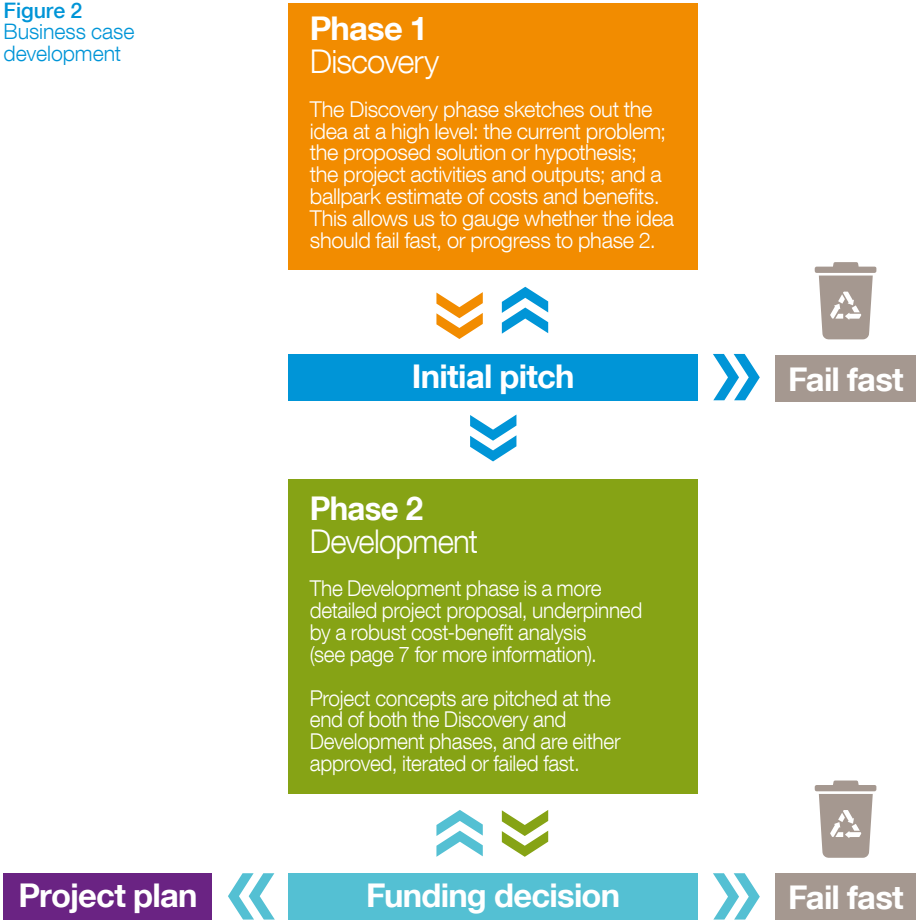 Figure 2
Business case
development
Phase 1
Discovery
The Discovery phase sketches out the
idea at a high level: the current problem;
the proposed solution or hypothesis;
the project activities and outputs; and a
ballpark estimate of costs and benefits.
This allows us to gauge whether the idea
should fail fast, or progress to phase 2.
Initial pitch
Fail fast
Phase 2
Development
The Development phase is a more
detailed project proposal, underpinned
by a robust cost-benefit analysis
(see page 7 for more information).
Project concepts are pitched at the
end of both the Discovery and
Development phases, and are either
approved, iterated or failed fast.
Project plan
Funding decision
Fail fast